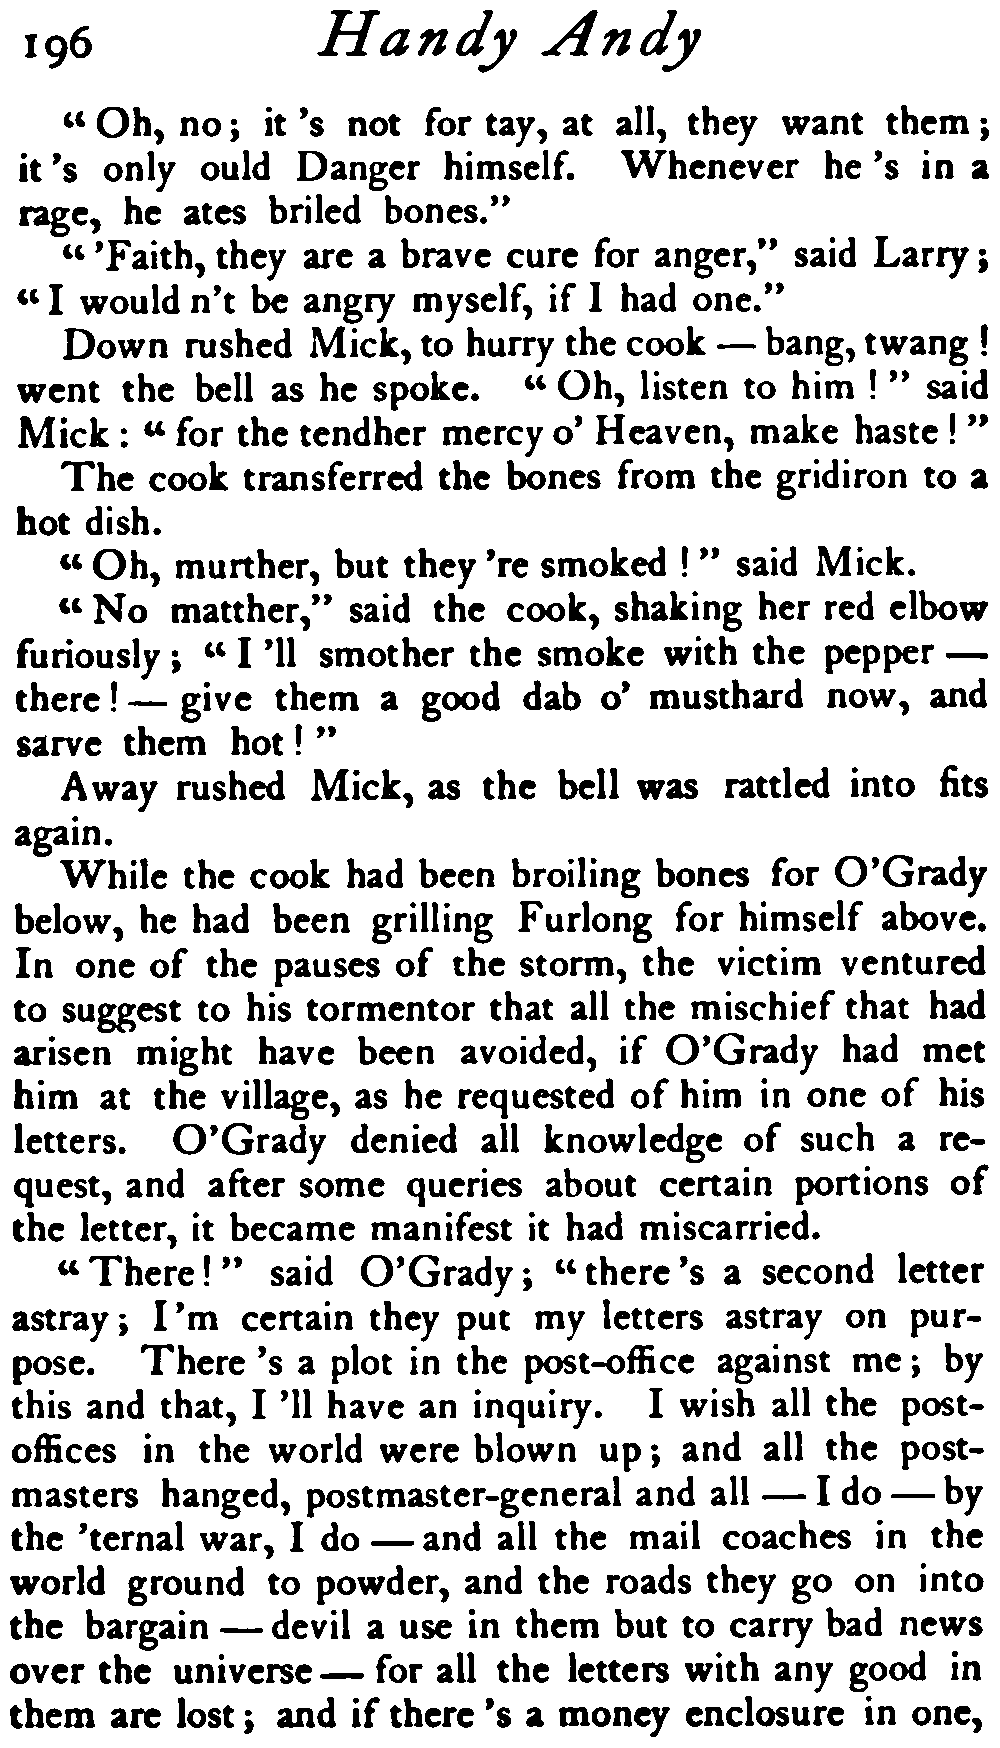 196 Handy Andy
“Oh, no; it 's not for tay, at all, they want them;
it 's only ould Danger himself. Whenever he 's in a
rage, he ates briled bones.”
“'Faith, they are a brave cure for anger,” said Larry;
“I would n't be angry myself, if I had one.”
Down rushed Mick, to hurry the cook — bang, twang!
went the bell as he spoke. “Oh, listen to him!” said
Mick: “for the tendher mercy o' Heaven, make haste!”
The cook transferred the bones from the gridiron to a
hot dish.
“Oh, murther, but they 're smoked!” said Mick.
“No matther,” said the cook, shaking her red elbow
furiously; “I 'll smother the smoke with the pepper —
there! — give them a good dab o' musthard now, and
sarve them hot!”
Away rushed Mick, as the bell was rattled into fits
again.
While the cook had been broiling bones for O'Grady
below, he had been grilling Furlong for himself above.
In one of the pauses of the storm, the victim ventured
to suggest to his tormentor that all the mischief that had
arisen might have been avoided, if O'Grady had met
him at the village, as he requested of him in one of his
letters. O'Grady denied all knowledge of such a re-
quest, and after some queries about certain portions of
the letter, it became manifest it had miscarried.
“There!” said O'Grady; “there 's a second letter
astray; I 'm certain they put my letters astray on pur-
pose. There 's a plot in the post-office against me; by
this and that, I 'll have an inquiry. I wish all the post-
offices in the world were blown up; and all the post-
masters hanged, postmaster-general and all — I do — by
the 'ternal war, I do — and all the mail coaches in the
world ground to powder, and the roads they go on into
the bargain — devil a use in them but to carry bad news
over the universe — for all the letters with any good in
them are lost; and if there 's a money enclosure in one,